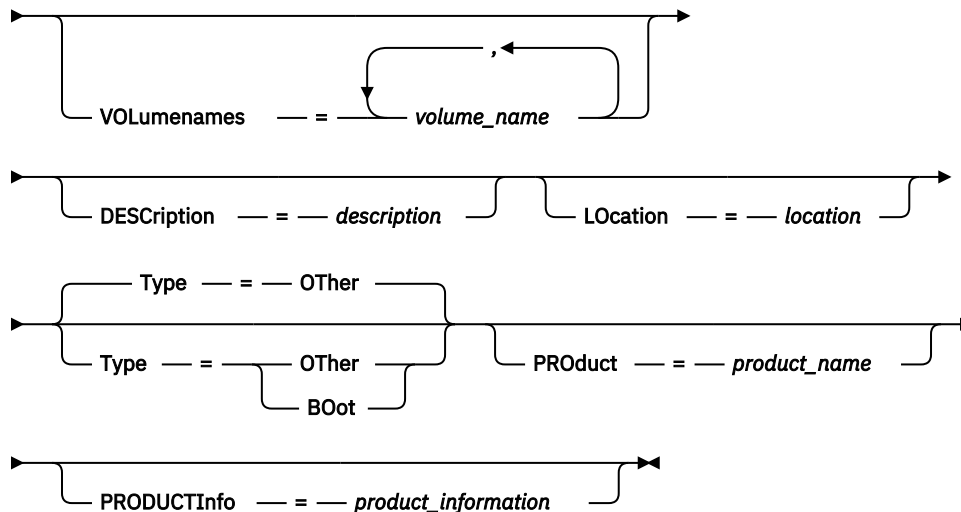 ,
VOLumenames = volume_name
DESCription = description LOcation = location
Type = OTher
Type = OTher PROduct = product_name
BOot
PRODUCTInfo = product_information